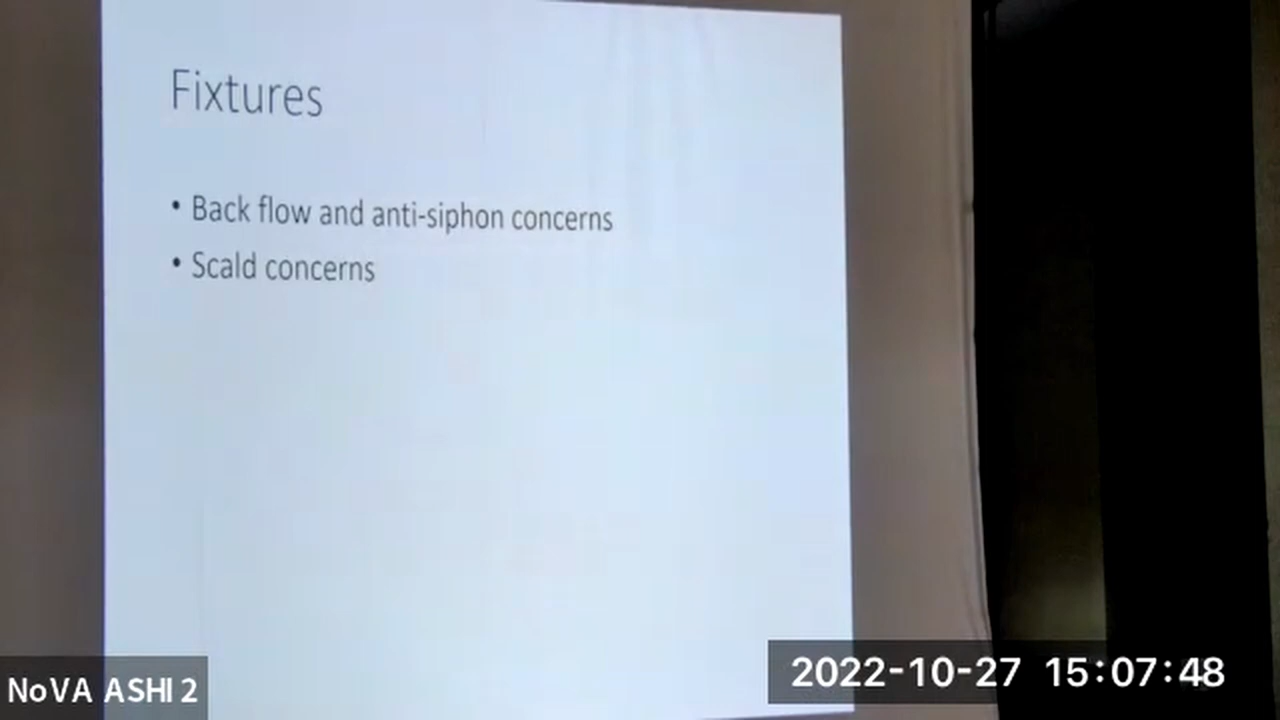 Fixtures
• Back flow and anti-siphon concerns
• Scald concerns
NoVA ASHI 2
2022-10-27 15:07:48